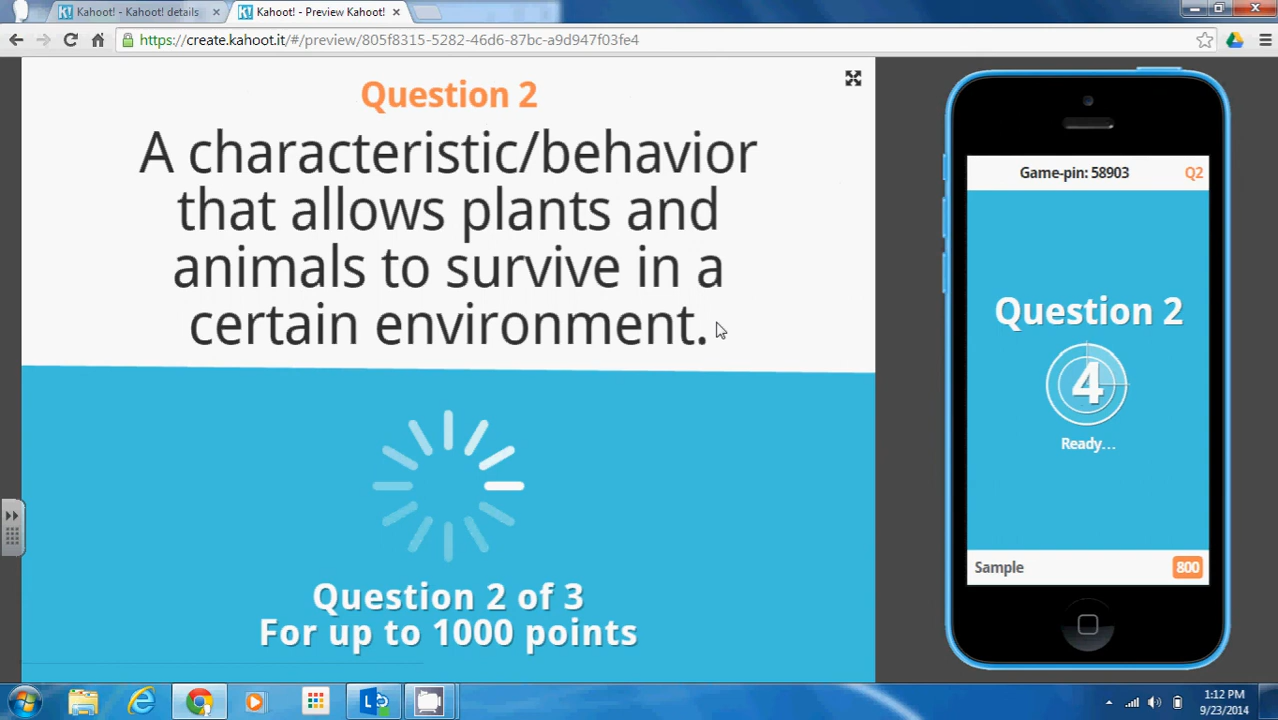 Kahoot! - Kahoot! details
Kahoot! - Preview Kahoot!
https://create.kahoot.it/#/preview/805f8315-5282-46d6-87bc-a9d947f03fe4
Question 2
A characteristic/behavior
that allows plants and
animals to survive in a
certain environment.
Question 2 of 3
For up to 1000 points
Game-pin: 58903 Q2
Question 2
4
Ready...
Sample 800
1:12 PM
9/23/2014